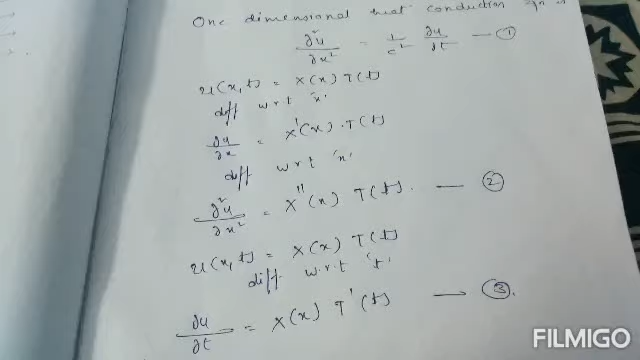 One dimensional heat conduction eqn is
∂²u/∂x² = 1/c² ∂u/∂t — ①
u(x,t) = X(x) T(t)
diff w.r.t 'x'
∂u/∂x = X'(x) . T(t)
diff w.r.t 'x'
∂²u/∂x² = X''(x) T(t). — ②
u(x,t) = X(x) T(t)
diff w.r.t 't'
∂u/∂t = X(x) T'(t) — ③.
FILMIGO